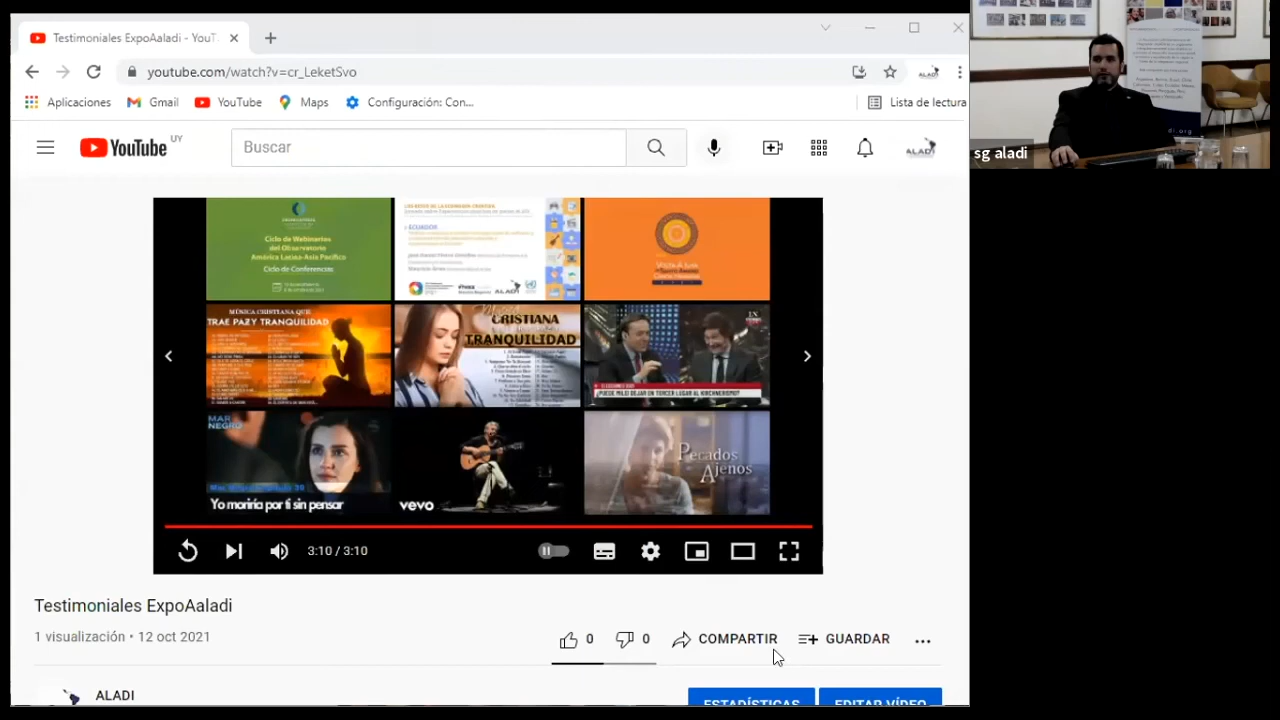 Testimoniales ExpoAaladi - YouT
youtube.com/watch?v=cr_LeketSvo
Aplicaciones
Gmail
YouTube
Maps
Configuración: Con...
Lista de lectura
YouTube UY
Buscar
ALADI
sg aladi
Ciclo de Webinarios
del Observatorio
América Latina-Asia Pacífico
Ciclo de Conferencias
ECUADOR
ALADI
MÚSICA CRISTIANA QUE
TRAE PAZ Y TRANQUILIDAD
CRISTIANA
TRANQUILIDAD
¿PUEDE MILEI DEJAR EN TERCER LUGAR AL KIRCHNERISMO?
MAR
NEGRO
Yo moriría por ti sin pensar
vevo
Pecados
Ajenos
3:10 / 3:10
Testimoniales ExpoAaladi
1 visualización • 12 oct 2021
0
0
COMPARTIR
GUARDAR
ALADI
ESTADÍSTICAS
EDITAR VÍDEO